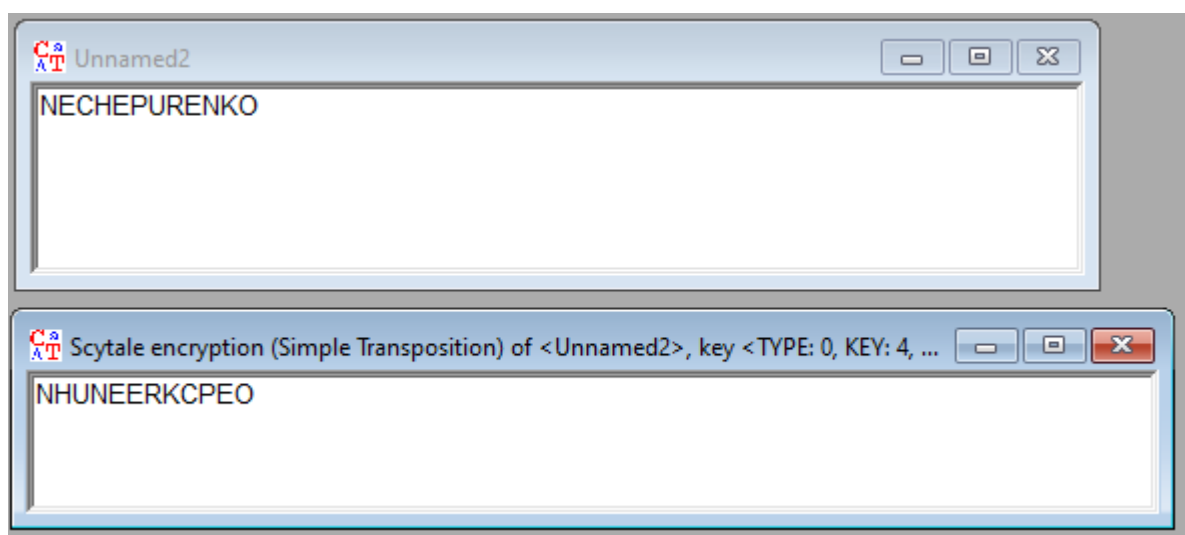 Unnamed2
NECHEPURENKO
Scytale encryption (Simple Transposition) of <Unnamed2>, key <TYPE: 0, KEY: 4, ...
NHUNEERKCPEO